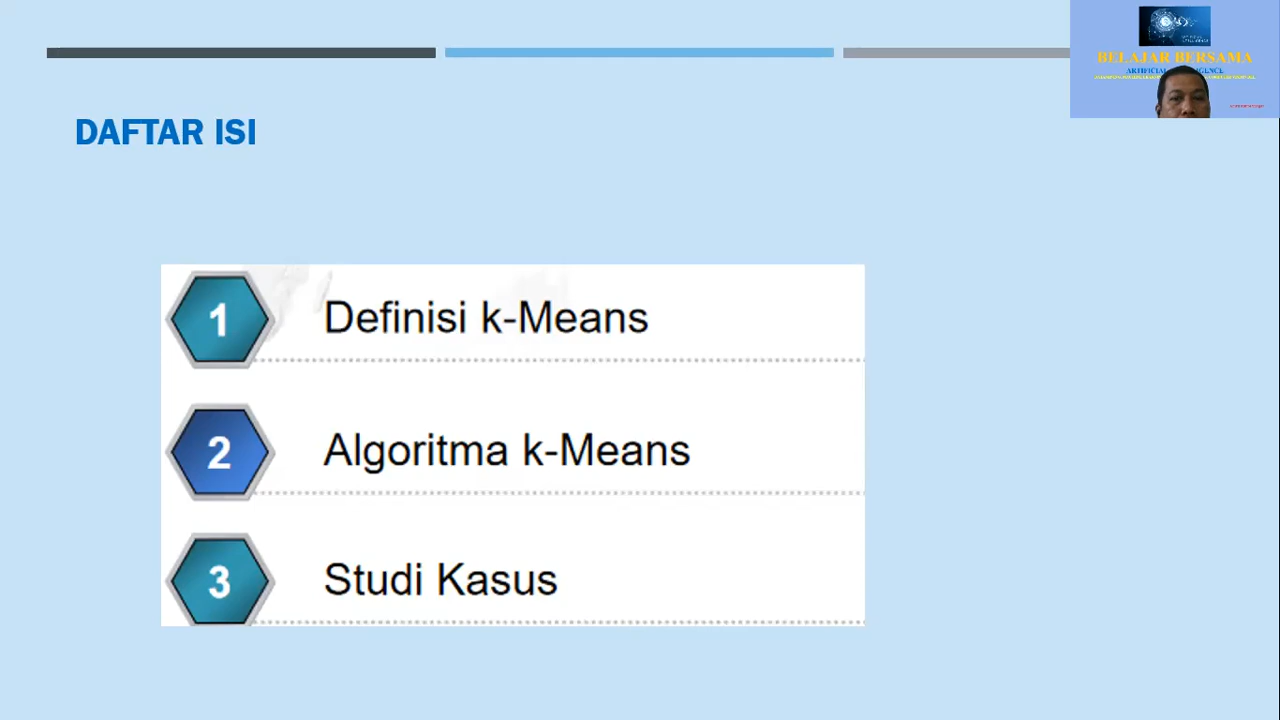 BELAJAR BERSAMA
DAFTAR ISI
1 Definisi k-Means
2 Algoritma k-Means
3 Studi Kasus